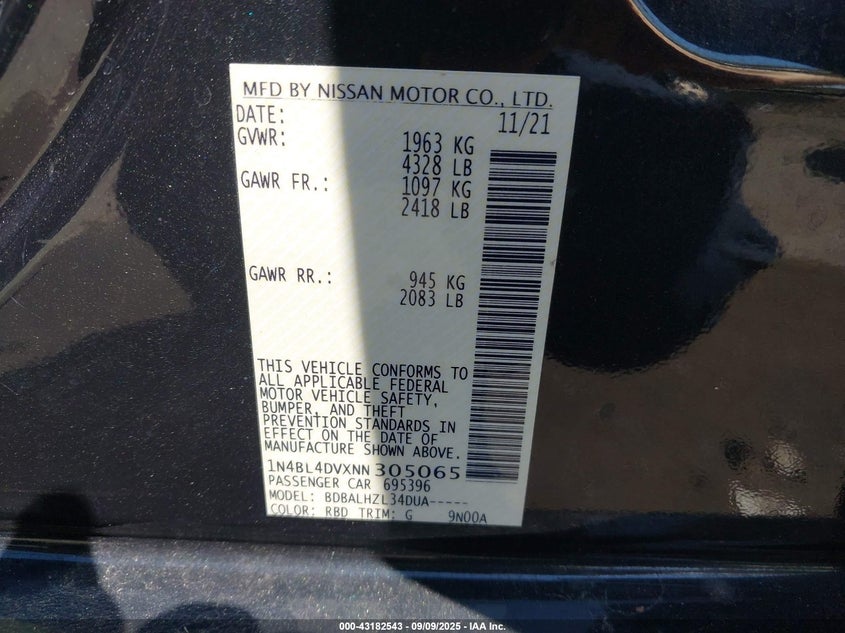 MFD BY NISSAN MOTOR CO., LTD.
DATE: 11/21
GVWR: 1963 KG
4328 LB
GAWR FR.: 1097 KG
2418 LB
GAWR RR.: 945 KG
2083 LB
THIS VEHICLE CONFORMS TO
ALL APPLICABLE FEDERAL
MOTOR VEHICLE SAFETY,
BUMPER, AND THEFT
PREVENTION STANDARDS IN
EFFECT ON THE DATE OF
MANUFACTURE SHOWN ABOVE.
1N4BL4DVXNN305065
PASSENGER CAR 695396
MODEL: BDBALHZL34DUA-----
COLOR: RBD TRIM: G 9N00A
000-43182543 - 09/09/2025 - IAA Inc.